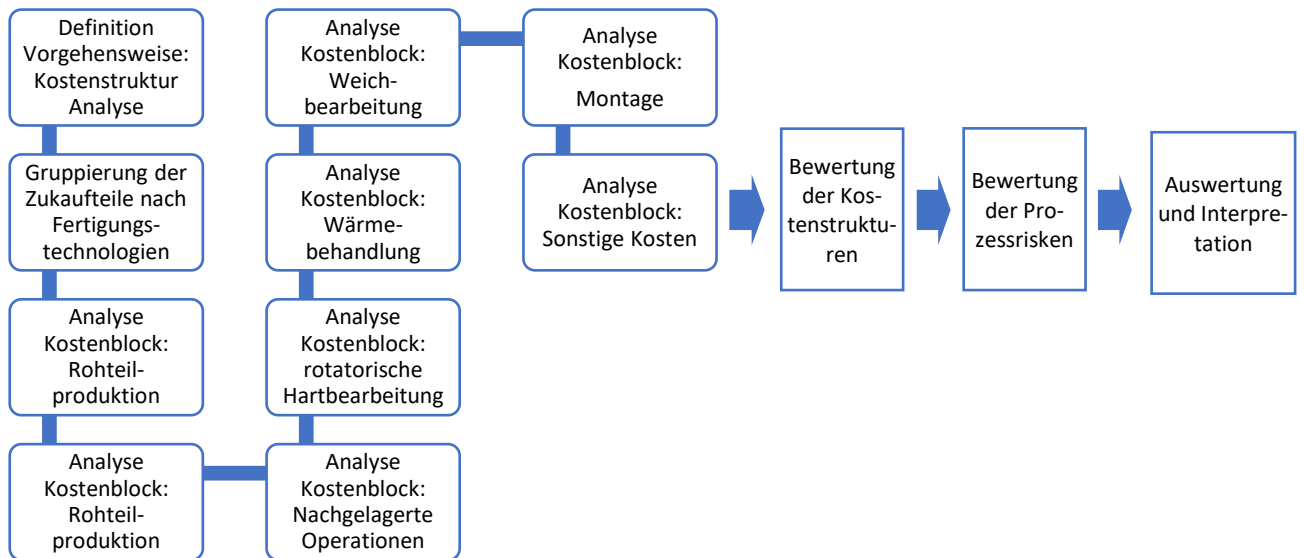 Definition
Vorgehensweise:
Kostenstruktur
Analyse
Gruppierung der
Zukaufteile nach
Fertigungs-
technologien
Analyse
Kostenblock:
Rohteil-
produktion
Analyse
Kostenblock:
Rohteil-
produktion
Analyse
Kostenblock:
Nachgelagerte
Operationen
Analyse
Kostenblock:
rotatorische
Hartbearbeitung
Analyse
Kostenblock:
Wärme-
behandlung
Analyse
Kostenblock:
Weich-
bearbeitung
Analyse
Kostenblock:
Montage
Analyse
Kostenblock:
Sonstige Kosten
Bewertung
der Kos-
tenstruktu-
ren
Bewertung
der Pro-
zessrisken
Auswertung
und Interpre-
tation